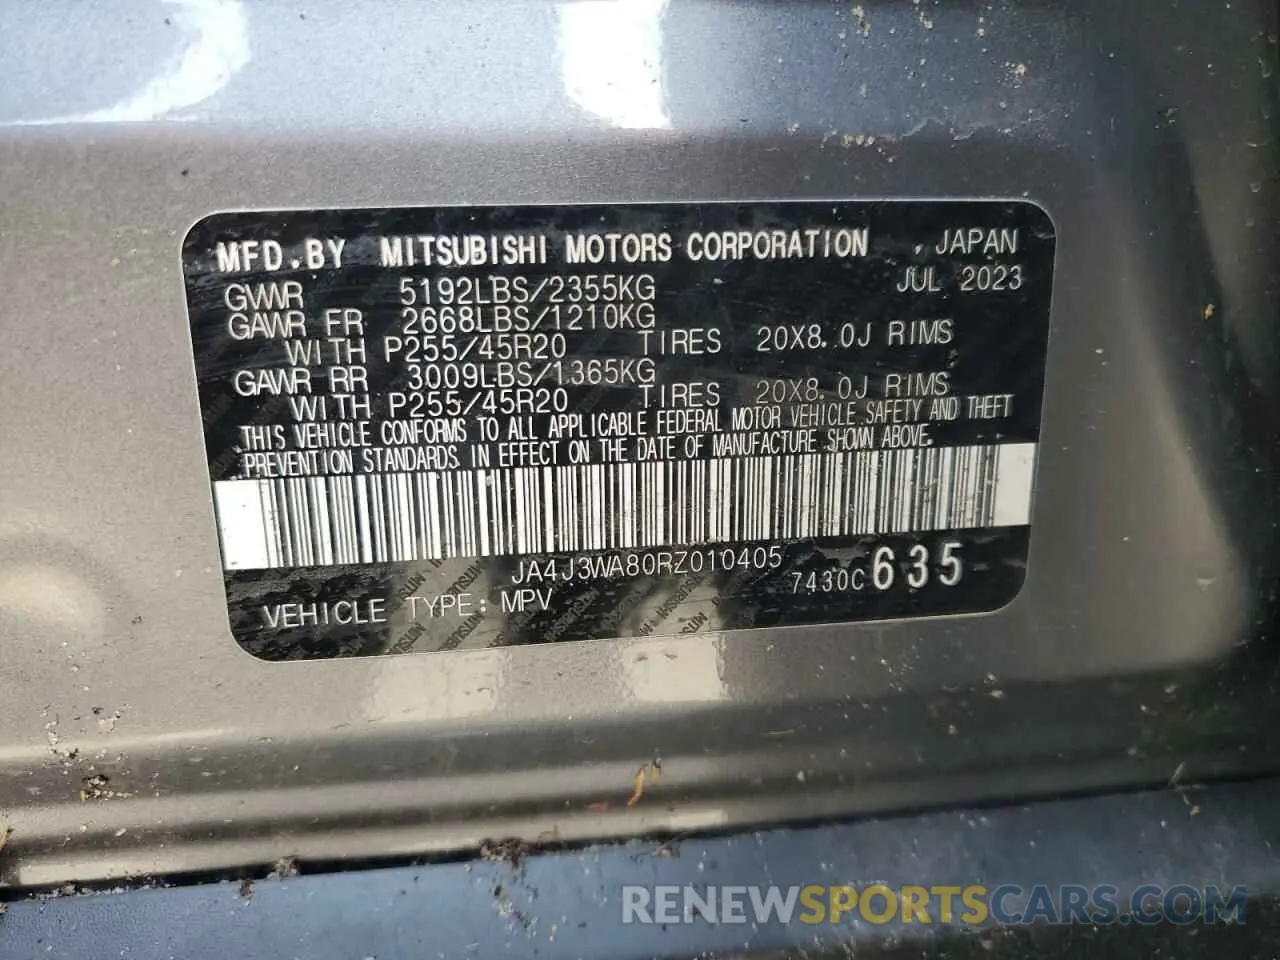 MFD.BY MITSUBISHI MOTORS CORPORATION , JAPAN
JUL 2023
GVWR 5192LBS/2355KG
GAWR FR 2668LBS/1210KG
WITH P255/45R20 TIRES 20X8.0J RIMS
GAWR RR 3009LBS/1365KG
WITH P255/45R20 TIRES 20X8.0J RIMS
THIS VEHICLE CONFORMS TO ALL APPLICABLE FEDERAL MOTOR VEHICLE SAFETY AND THEFT
PREVENTION STANDARDS IN EFFECT ON THE DATE OF MANUFACTURE SHOWN ABOVE.
JA4J3WA80RZ010405
7430C 635
VEHICLE TYPE: MPV
RENEWSPORTSCARS.COM